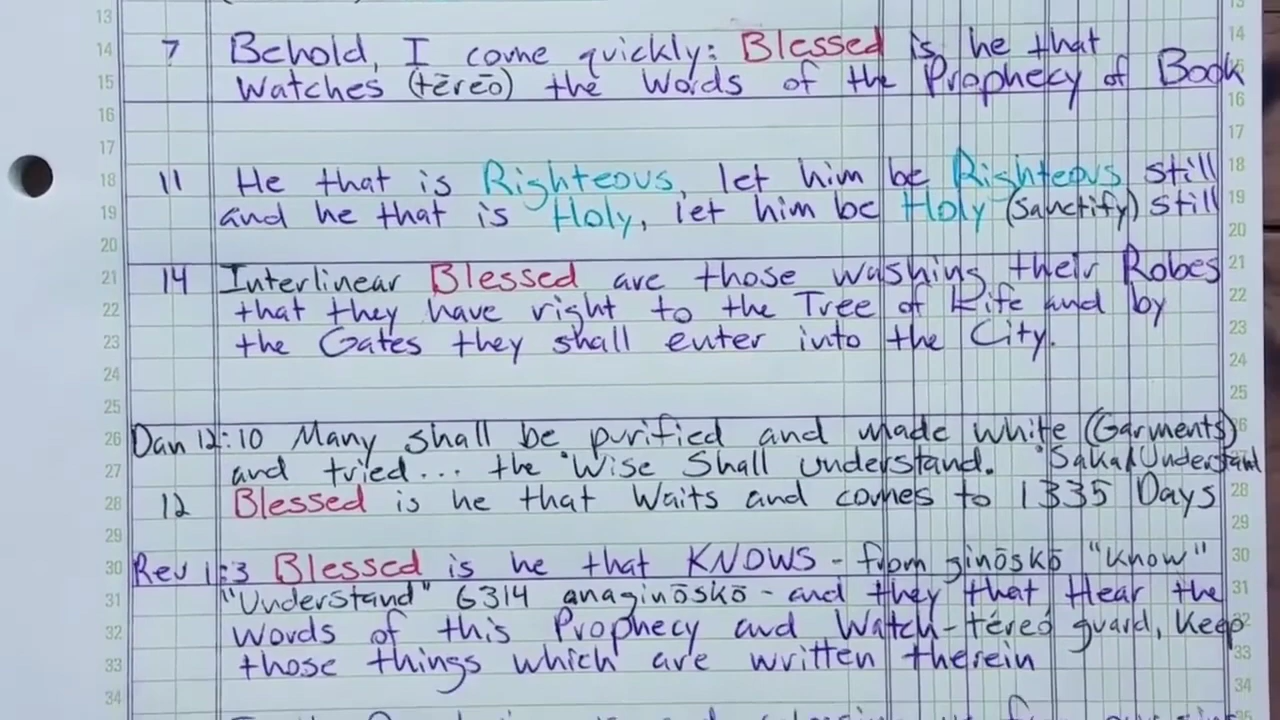 7 Behold, I come quickly: Blessed is he that
Watches (tēreō) the Words of the Prophecy of Book
11 He that is Righteous, let him be Righteous still
and he that is Holy, let him be Holy (Sanctify) still
14 Interlinear Blessed are those washing their Robes
that they have right to the Tree of Life and by
the Gates they shall enter into the City.
Dan 12:10 Many shall be purified and made white (Garments)
and tried... the *Wise Shall Understand. *Sakal Understand
12 Blessed is he that Waits and comes to 1335 Days
Rev 1:3 Blessed is he that KNOWS - from ginōskō "Know"
"Understand" G314 anaginōskō - and they that Hear the
Words of this Prophecy and Watch - tēreō guard, Keep
those things which are written therein